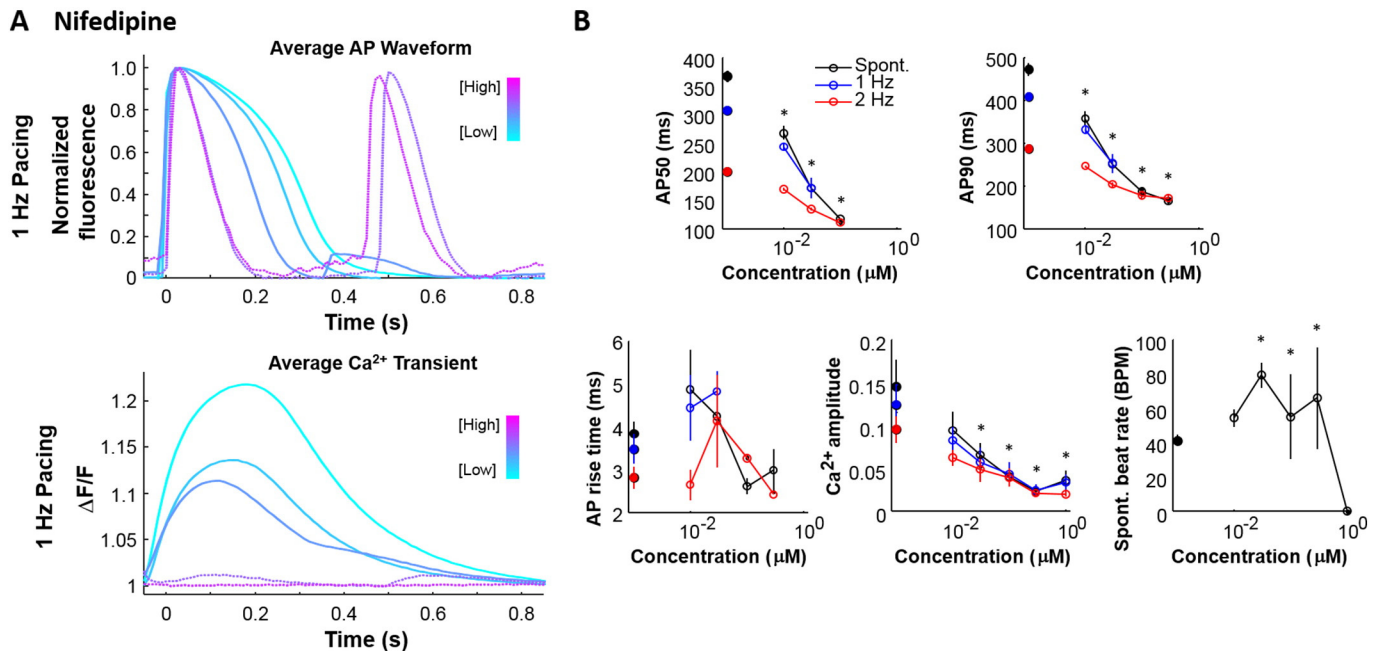 A Nifedipine
Average AP Waveform
1 Hz Pacing
Normalized
fluorescence
1.0
0.8
0.6
0.4
0.2
0
[High]
[Low]
0 0.2 0.4 0.6 0.8
Time (s)
Average Ca²⁺ Transient
1 Hz Pacing
ΔF/F
1.2
1.15
1.1
1.05
1
[High]
[Low]
0 0.2 0.4 0.6 0.8
Time (s)
B
AP50 (ms)
400
350
300
250
200
150
100
Spont.
1 Hz
2 Hz
* * *
10⁻² 10⁰
Concentration (μM)
AP90 (ms)
500
400
300
200
100
* * * *
10⁻² 10⁰
Concentration (μM)
AP rise time (ms)
6
5
4
3
2
*
10⁻² 10⁰
Concentration (μM)
Ca²⁺ amplitude
0.2
0.15
0.1
0.05
0
* * * *
10⁻² 10⁰
Concentration (μM)
Spont. beat rate (BPM)
100
80
60
40
20
0
* * *
10⁻² 10⁰
Concentration (μM)